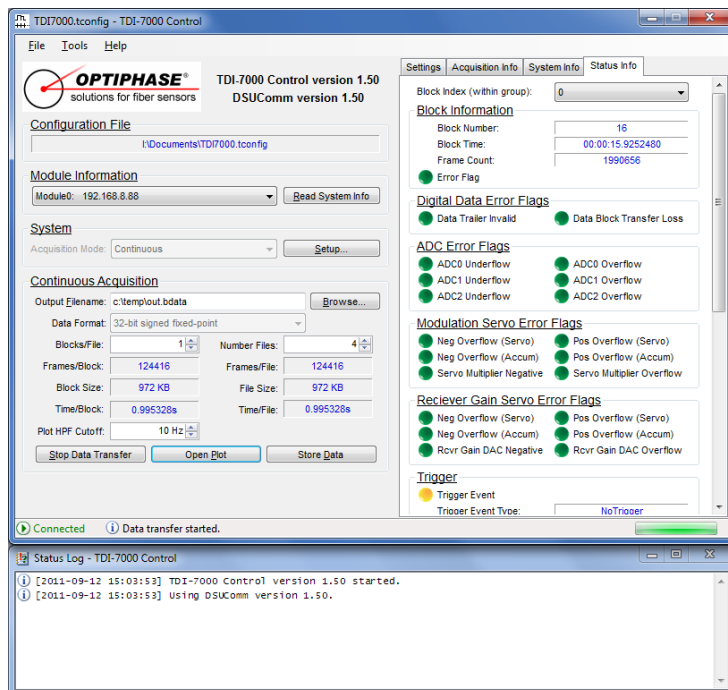 TDI7000.tconfig - TDI-7000 Control
File Tools Help
OPTIPHASE®
solutions for fiber sensors
TDI-7000 Control version 1.50
DSUComm version 1.50
Configuration File
I:\Documents\TDI7000.tconfig
Module Information
Module0: 192.168.8.88 Read System Info
System
Acquisition Mode: Continuous Setup...
Continuous Acquisition
Output Filename: c:\temp\out.bdata Browse...
Data Format: 32-bit signed fixed-point
Blocks/File: 1 Number Files: 4
Frames/Block: 124416 Frames/File: 124416
Block Size: 972 KB File Size: 972 KB
Time/Block: 0.995328s Time/File: 0.995328s
Plot HPF Cutoff: 10 Hz
Stop Data Transfer Open Plot Store Data
Settings Acquisition Info System Info Status Info
Block Index (within group): 0
Block Information
Block Number: 16
Block Time: 00:00:15.9252480
Frame Count: 1990656
Error Flag
Digital Data Error Flags
Data Trailer Invalid Data Block Transfer Loss
ADC Error Flags
ADC0 Underflow ADC0 Overflow
ADC1 Underflow ADC1 Overflow
ADC2 Underflow ADC2 Overflow
Modulation Servo Error Flags
Neg Overflow (Servo) Pos Overflow (Servo)
Neg Overflow (Accum) Pos Overflow (Accum)
Servo Multiplier Negative Servo Multiplier Overflow
Reciever Gain Servo Error Flags
Neg Overflow (Servo) Pos Overflow (Servo)
Neg Overflow (Accum) Pos Overflow (Accum)
Rcvr Gain DAC Negative Rcvr Gain DAC Overflow
Trigger
Trigger Event
Trigger Event Type: NoTrigger
Connected Data transfer started.
Status Log - TDI-7000 Control
[2011-09-12 15:03:53] TDI-7000 Control version 1.50 started.
[2011-09-12 15:03:53] Using DSUComm version 1.50.